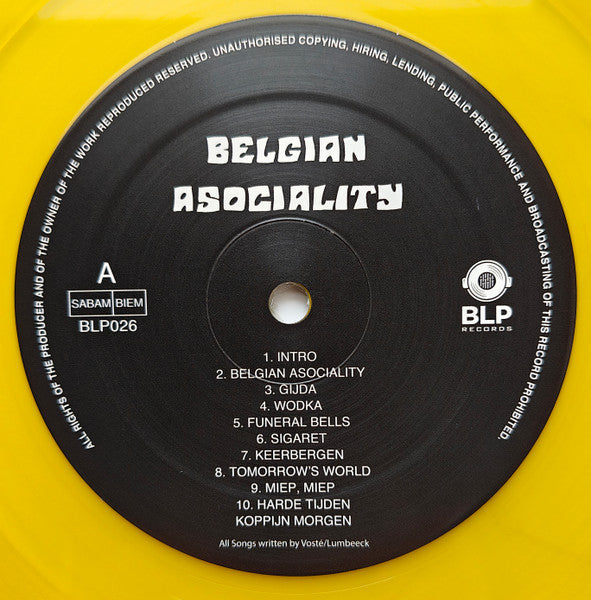 ALL RIGHTS OF THE PRODUCER AND OF THE OWNER OF THE WORK REPRODUCED RESERVED. UNAUTHORISED COPYING, HIRING, LENDING, PUBLIC PERFORMANCE AND BROADCASTING OF THIS RECORD PROHIBITED.
BELGIAN
ASOCIALITY
A
SABAM BIEM
BLP026
BLP
RECORDS
1. INTRO
2. BELGIAN ASOCIALITY
3. GIJDA
4. WODKA
5. FUNERAL BELLS
6. SIGARET
7. KEERBERGEN
8. TOMORROW'S WORLD
9. MIEP, MIEP
10. HARDE TIJDEN
KOPPIJN MORGEN
All Songs written by Vosté/Lumbeeck